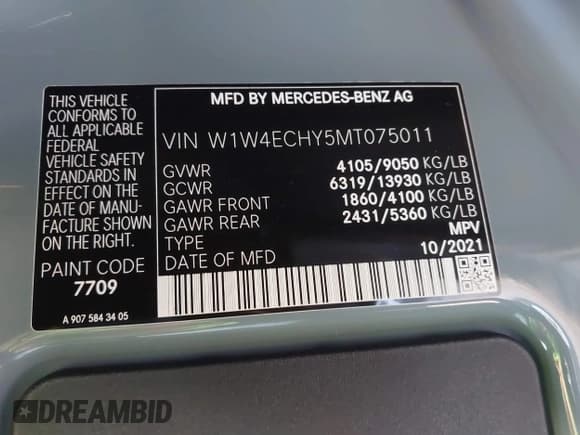 MFD BY MERCEDES-BENZ AG
THIS VEHICLE
CONFORMS TO
ALL APPLICABLE
FEDERAL
VEHICLE SAFETY
STANDARDS IN
EFFECT ON THE
DATE OF MANU-
FACTURE SHOWN
ON THE RIGHT.
PAINT CODE
7709
A 907 584 34 05
VIN W1W4ECHY5MT075011
GVWR 4105/9050 KG/LB
GCWR 6319/13930 KG/LB
GAWR FRONT 1860/4100 KG/LB
GAWR REAR 2431/5360 KG/LB
TYPE MPV
DATE OF MFD 10/2021
DREAMBID